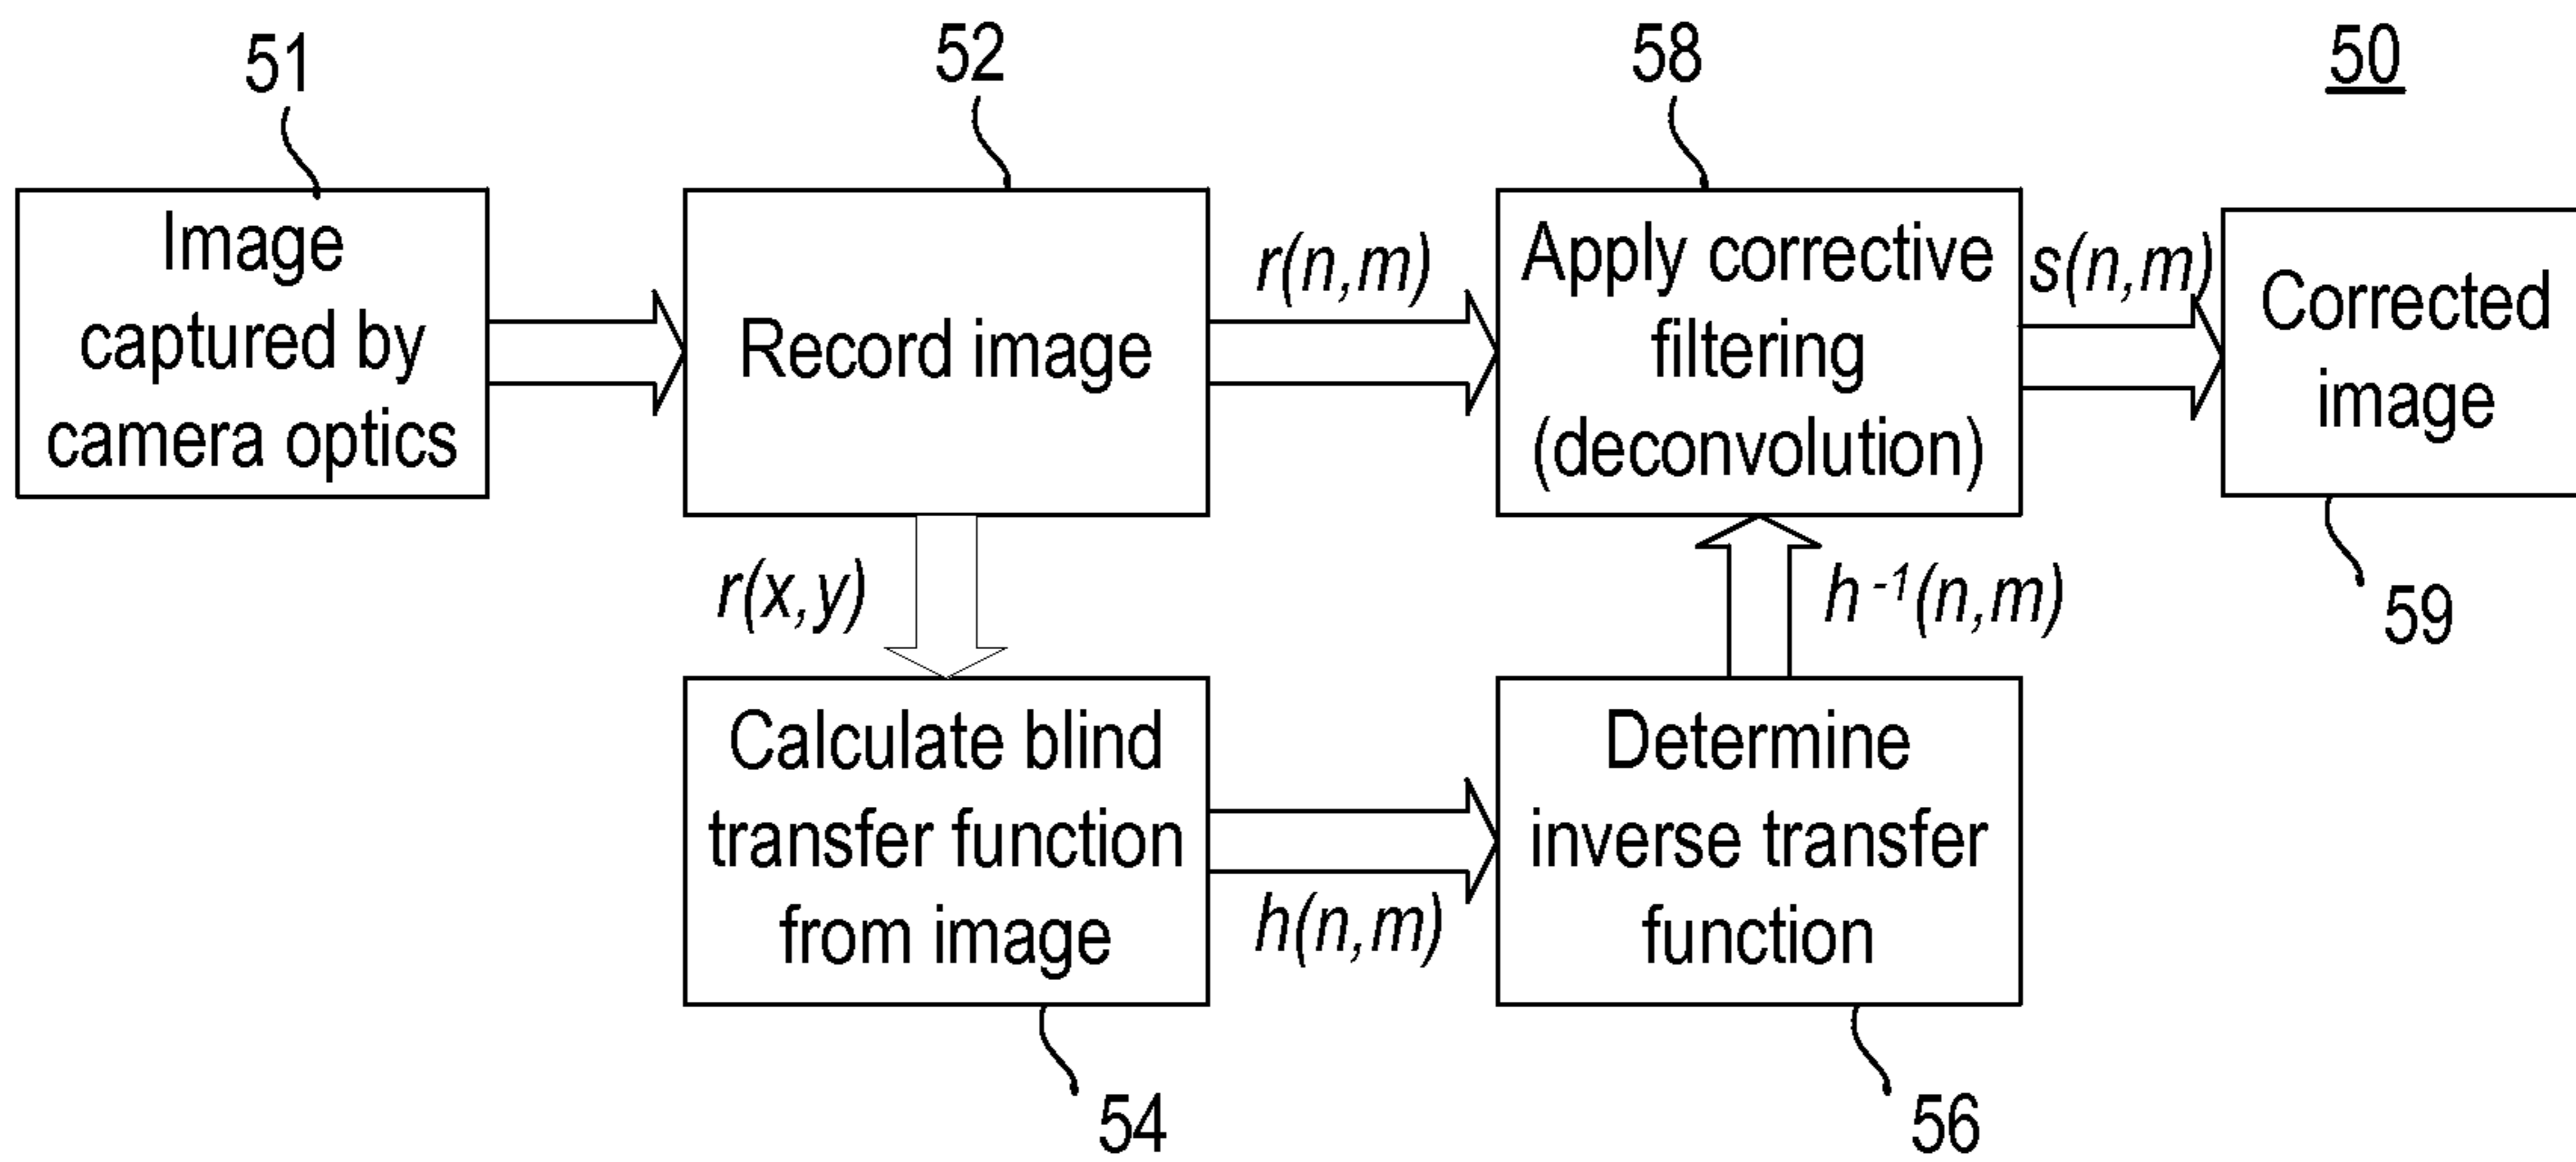 51
52
58
50
Image
captured by
camera optics
Record image
r(n,m)
Apply corrective
filtering
(deconvolution)
s(n,m)
Corrected
image
r(x,y)
h⁻¹(n,m)
59
Calculate blind
transfer function
from image
h(n,m)
Determine
inverse transfer
function
54
56